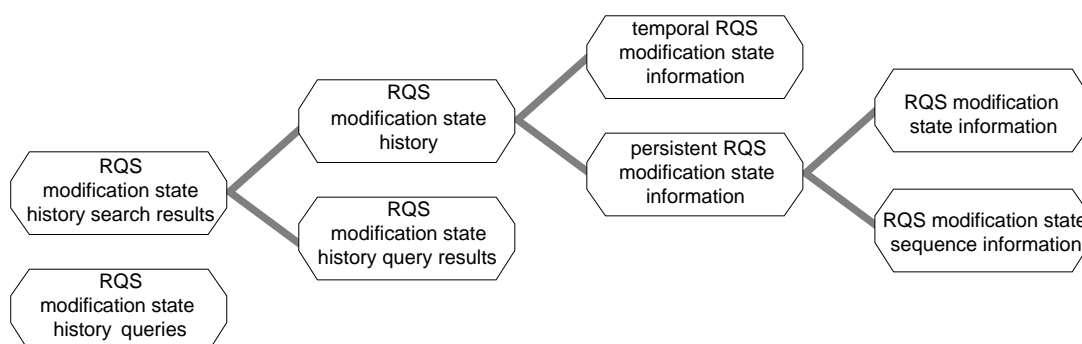 temporal RQS
modification state
information
RQS
modification state
history
RQS modification
state information
persistent RQS
modification state
information
RQS
modification state
history search results
RQS
modification state
history query results
RQS modification state
sequence information
RQS
modification state
history queries